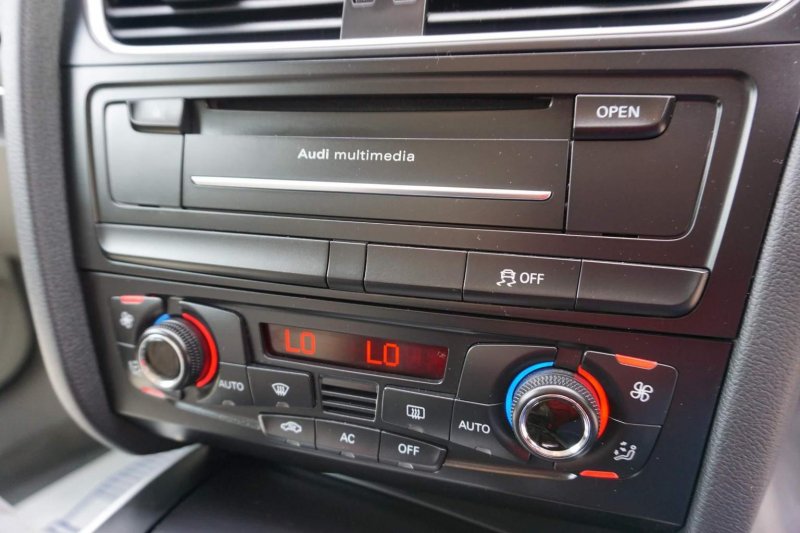 OPEN
Audi multimedia
OFF
LO LO
AUTO
AUTO
AC
OFF